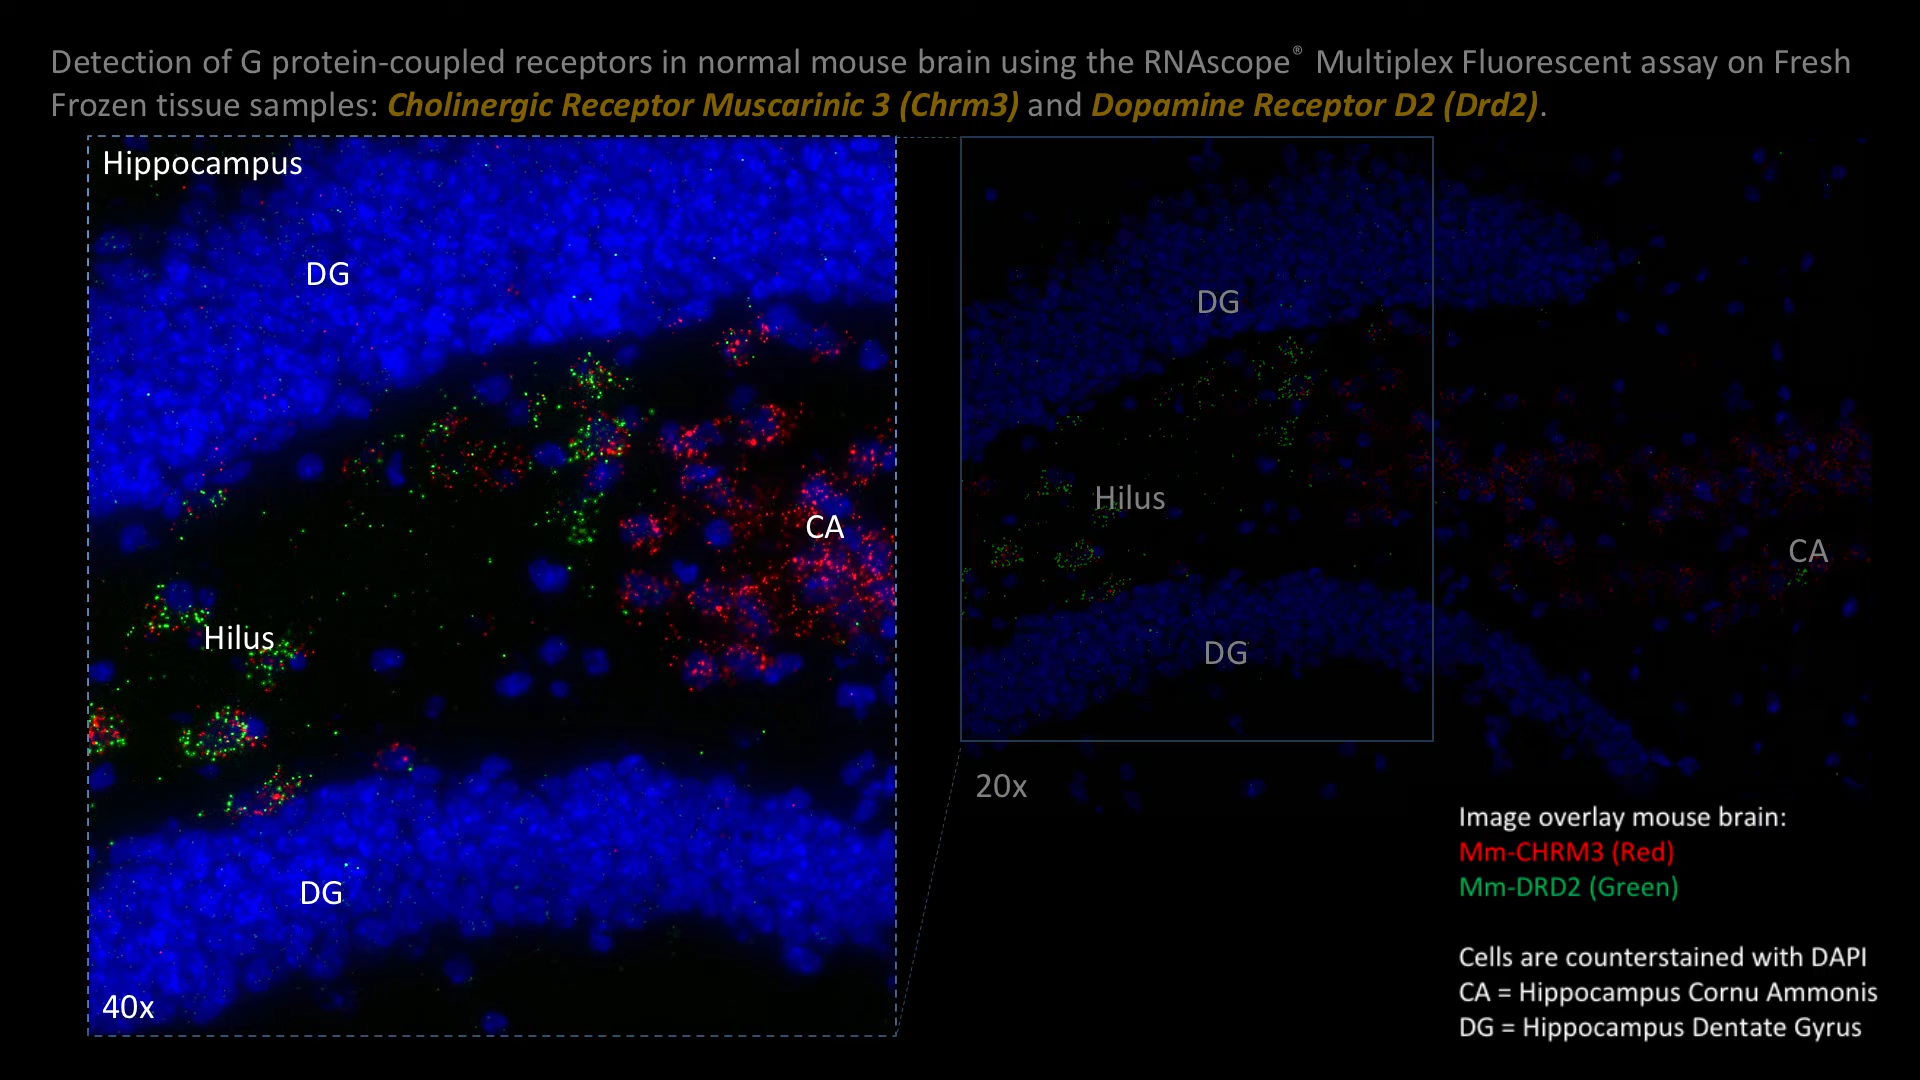 Detection of G protein-coupled receptors in normal mouse brain using the RNAscope® Multiplex Fluorescent assay on Fresh
Frozen tissue samples: Cholinergic Receptor Muscarinic 3 (Chrm3) and Dopamine Receptor D2 (Drd2).
Hippocampus
DG
CA
Hilus
DG
40x
DG
Hilus
CA
DG
20x
Image overlay mouse brain:
Mm-CHRM3 (Red)
Mm-DRD2 (Green)
Cells are counterstained with DAPI
CA = Hippocampus Cornu Ammonis
DG = Hippocampus Dentate Gyrus